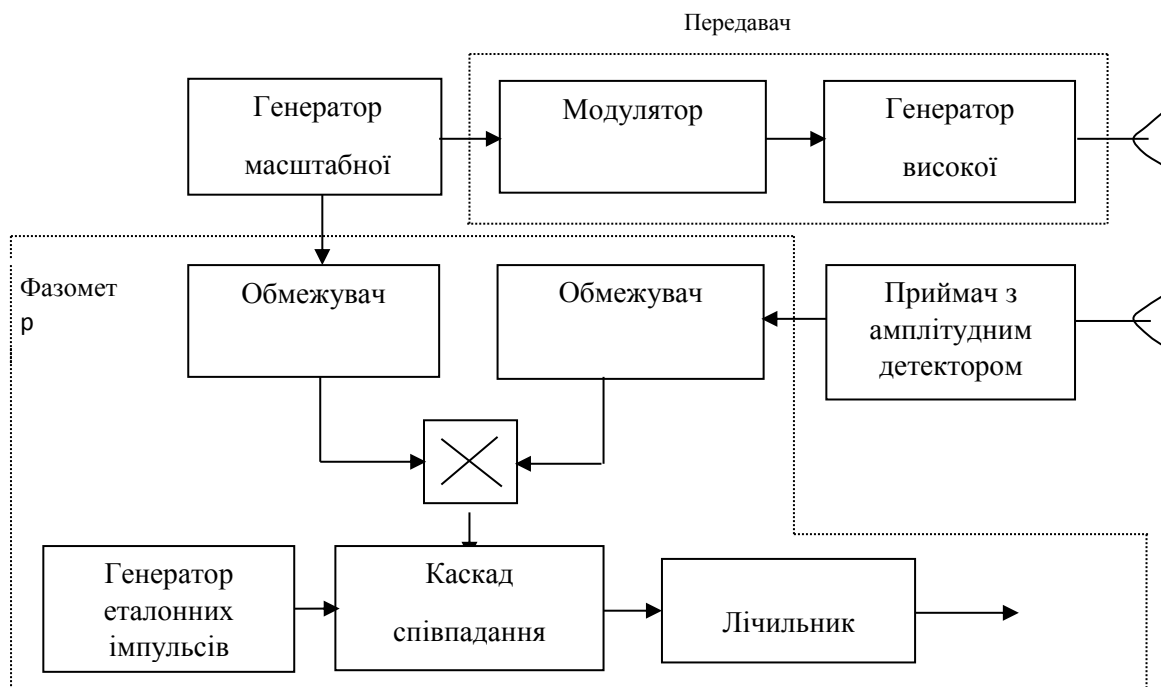 Передавач
Генератор
масштабної
Модулятор
Генератор
високої
Фазомет
р
Обмежувач
Обмежувач
Приймач з
амплітудним
детектором
Генератор
еталонних
імпульсів
Каскад
співпадання
Лічильник